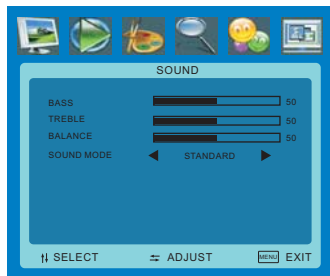 SOUND
BASS 50
TREBLE 50
BALANCE 50
SOUND MODE STANDARD
SELECT ADJUST MENU EXIT